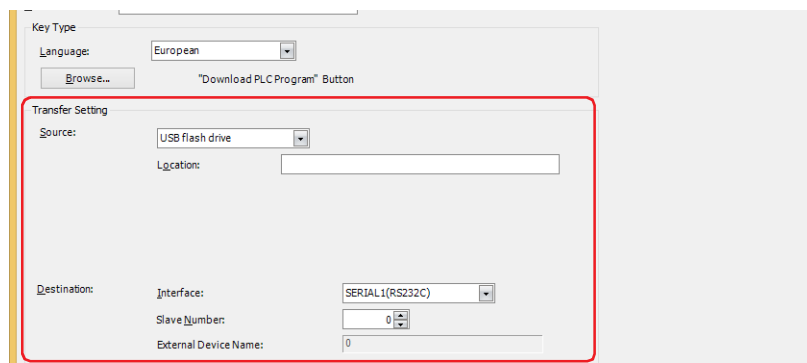 Key Type
Language: European
Browse... "Download PLC Program" Button
Transfer Setting
Source: USB flash drive
Location:
Destination: Interface: SERIAL1(RS232C)
Slave Number: 0
External Device Name: 0